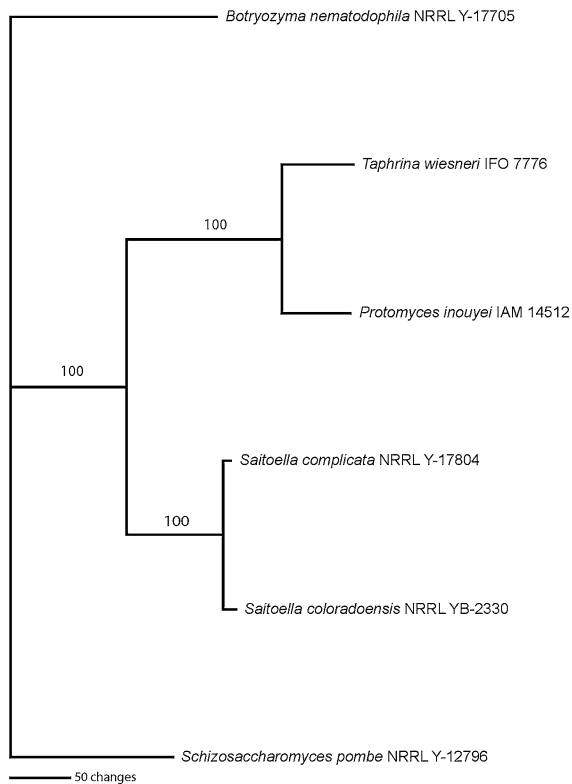 Botryozyma nematodophila NRRL Y-17705
Taphrina wiesneri IFO 7776
100
Protomyces inouyei IAM 14512
100
Saitoella complicata NRRL Y-17804
100
Saitoella coloradoensis NRRL YB-2330
Schizosaccharomyces pombe NRRL Y-12796
50 changes